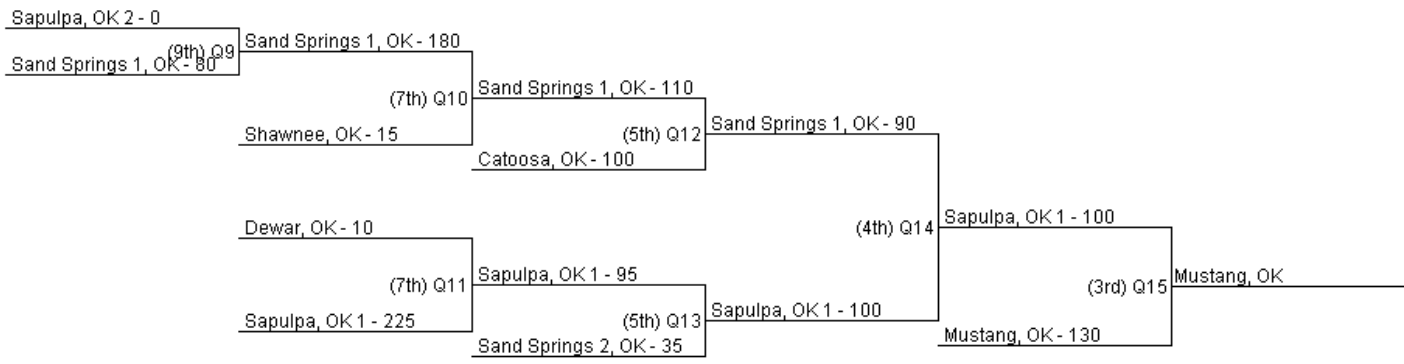 Sapulpa, OK 2 - 0
(9th) Q9
Sand Springs 1, OK - 80
Sand Springs 1, OK - 180
(7th) Q10
Shawnee, OK - 15
Sand Springs 1, OK - 110
(5th) Q12
Catoosa, OK - 100
Sand Springs 1, OK - 90
Dewar, OK - 10
(7th) Q11
Sapulpa, OK 1 - 225
Sapulpa, OK 1 - 95
(5th) Q13
Sand Springs 2, OK - 35
Sapulpa, OK 1 - 100
(4th) Q14
Sapulpa, OK 1 - 100
(3rd) Q15
Mustang, OK - 130
Mustang, OK